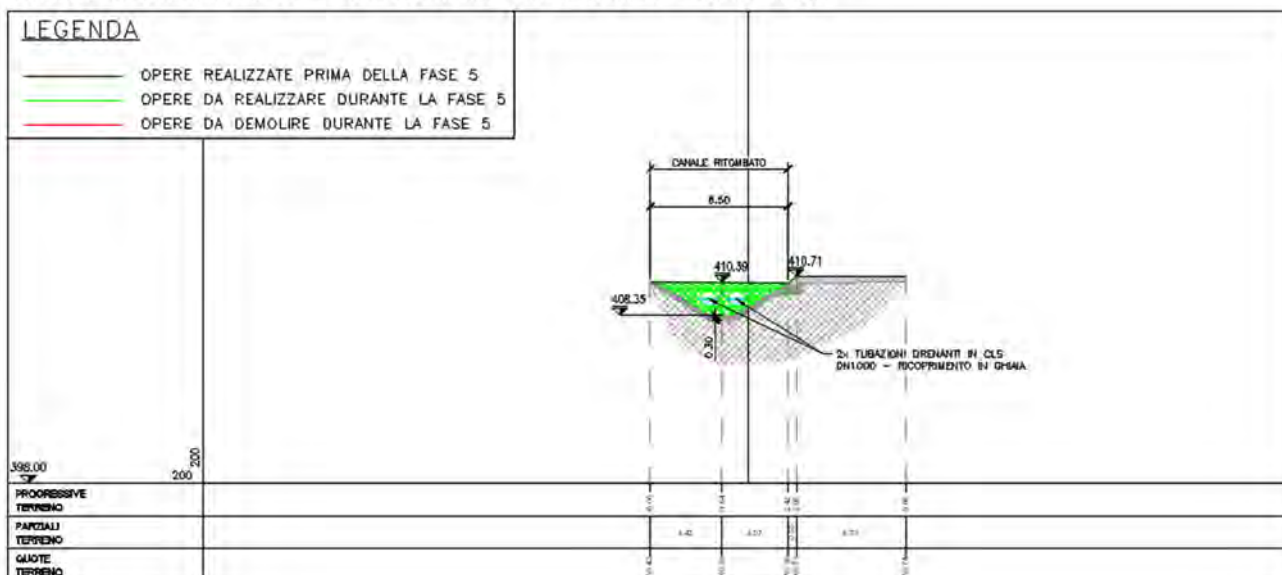 LEGENDA
OPERE REALIZZATE PRIMA DELLA FASE 5
OPERE DA REALIZZARE DURANTE LA FASE 5
OPERE DA DEMOLIRE DURANTE LA FASE 5
CANALE RITOMBATO
8.50
410.39
410.71
408.35
0.30
2x TUBAZIONI DRENANTI IN CLS
DN1000 - RICOPRIMENTO IN GHIAIA
398.00
200
200
PROGRESSIVE
TERRENO
PARZIALI
TERRENO
QUOTE
TERRENO